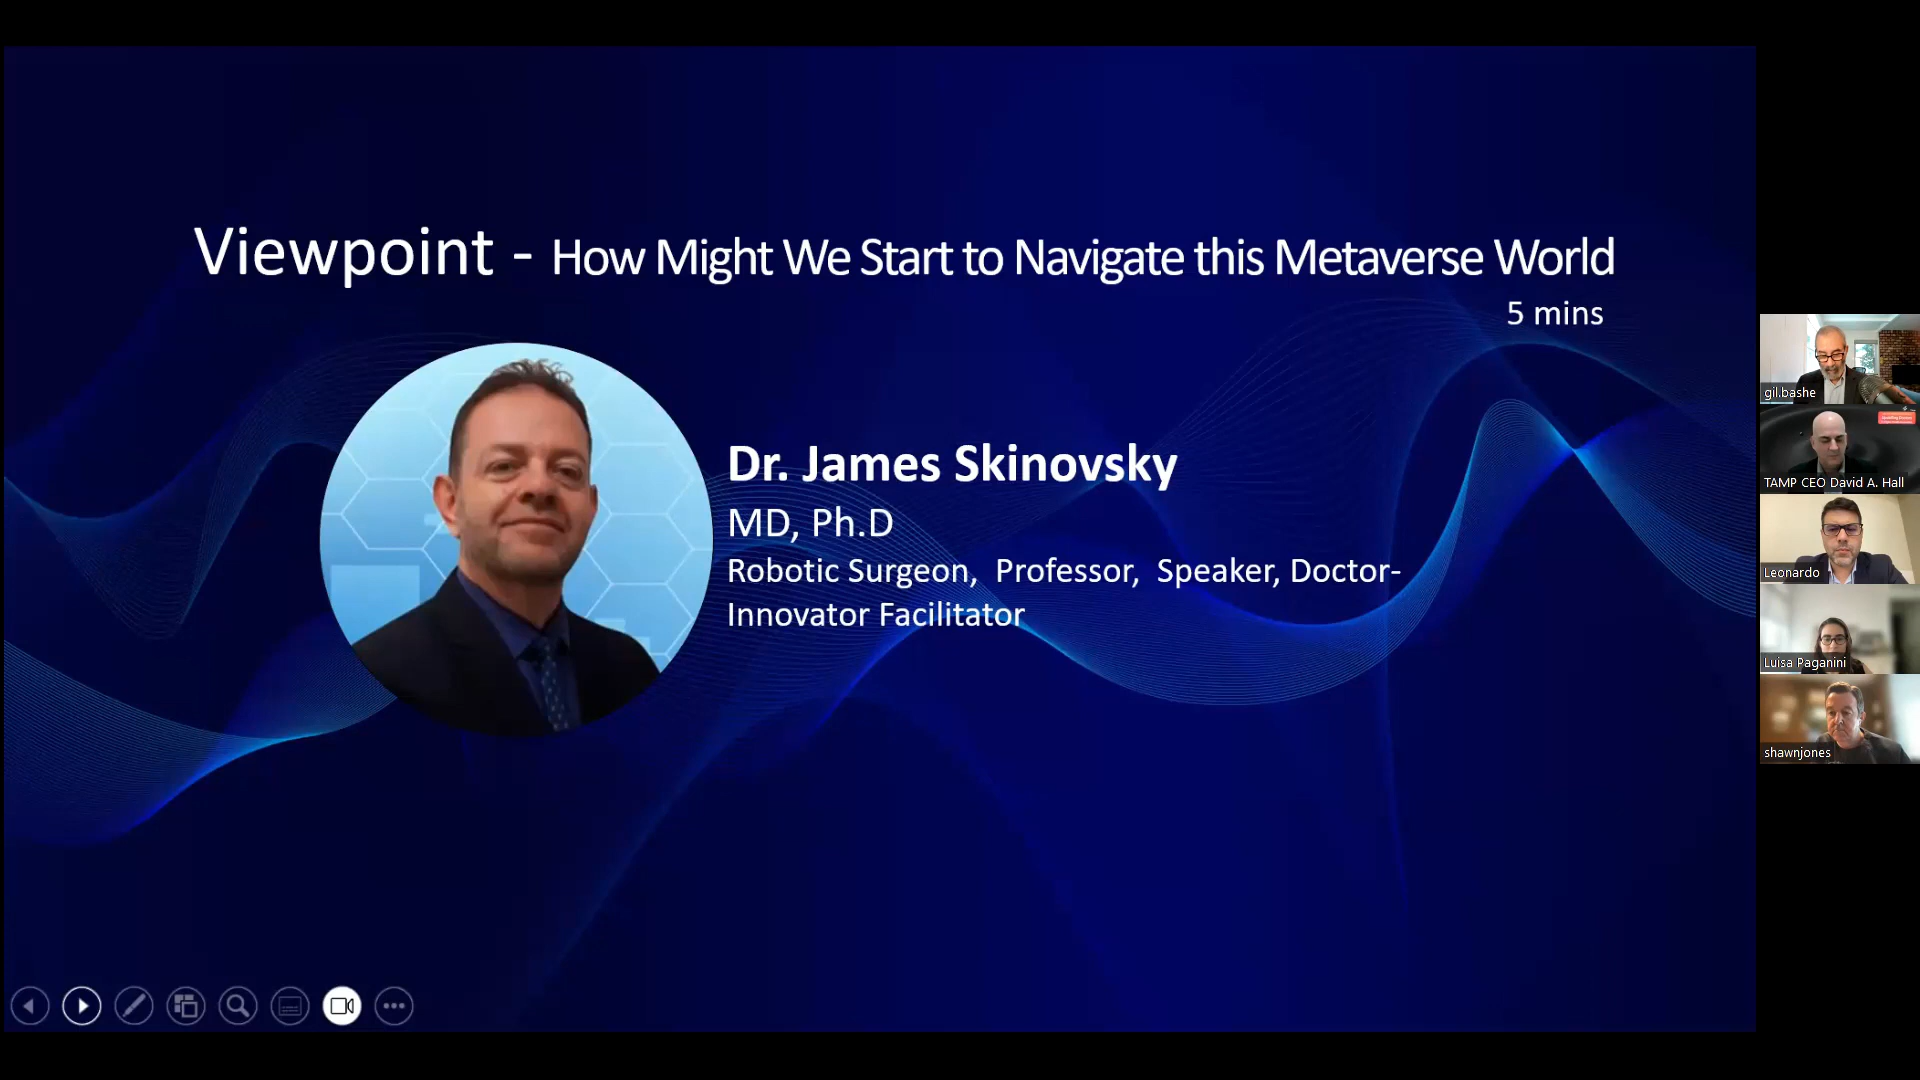 Viewpoint - How Might We Start to Navigate this Metaverse World
5 mins
Dr. James Skinovsky
MD, Ph.D
Robotic Surgeon,  Professor,  Speaker, Doctor-
Innovator Facilitator
gil.bashe
TAMP CEO David A. Hall
Leonardo
Luísa Paganini
shawnjones